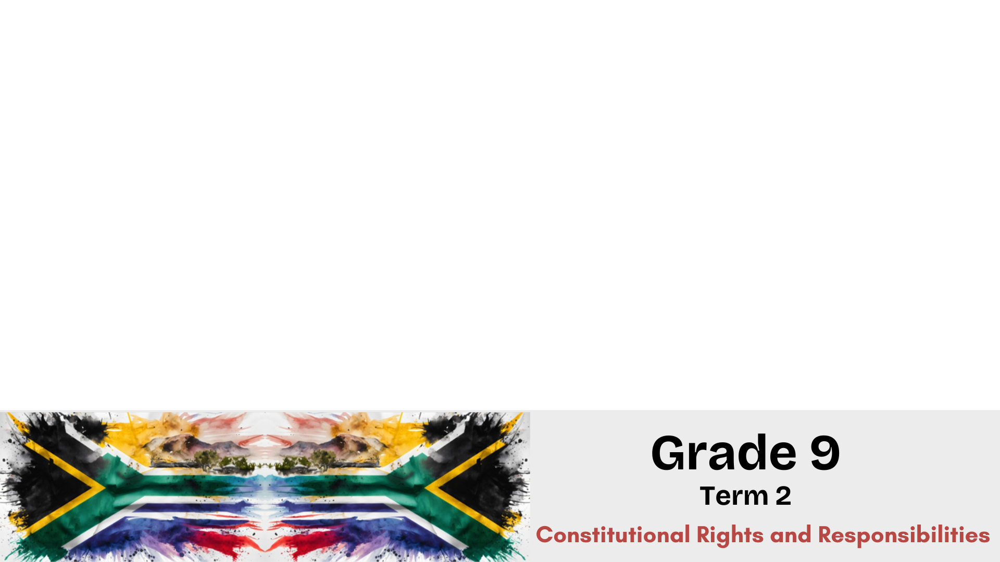 Grade 9
Term 2
Constitutional Rights and Responsibilities